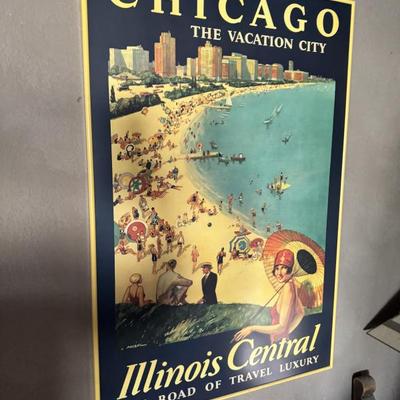 CHICAGO
THE VACATION CITY
Illinois Central
ROAD OF TRAVEL LUXURY